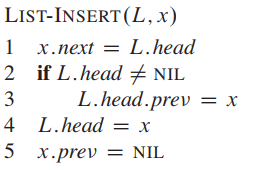 LIST-INSERT(L, x)
1 x.next = L.head
2 if L.head ≠ NIL
3 L.head.prev = x
4 L.head = x
5 x.prev = NIL